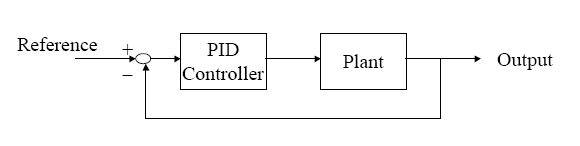 Reference
+
−
PID
Controller
Plant
Output